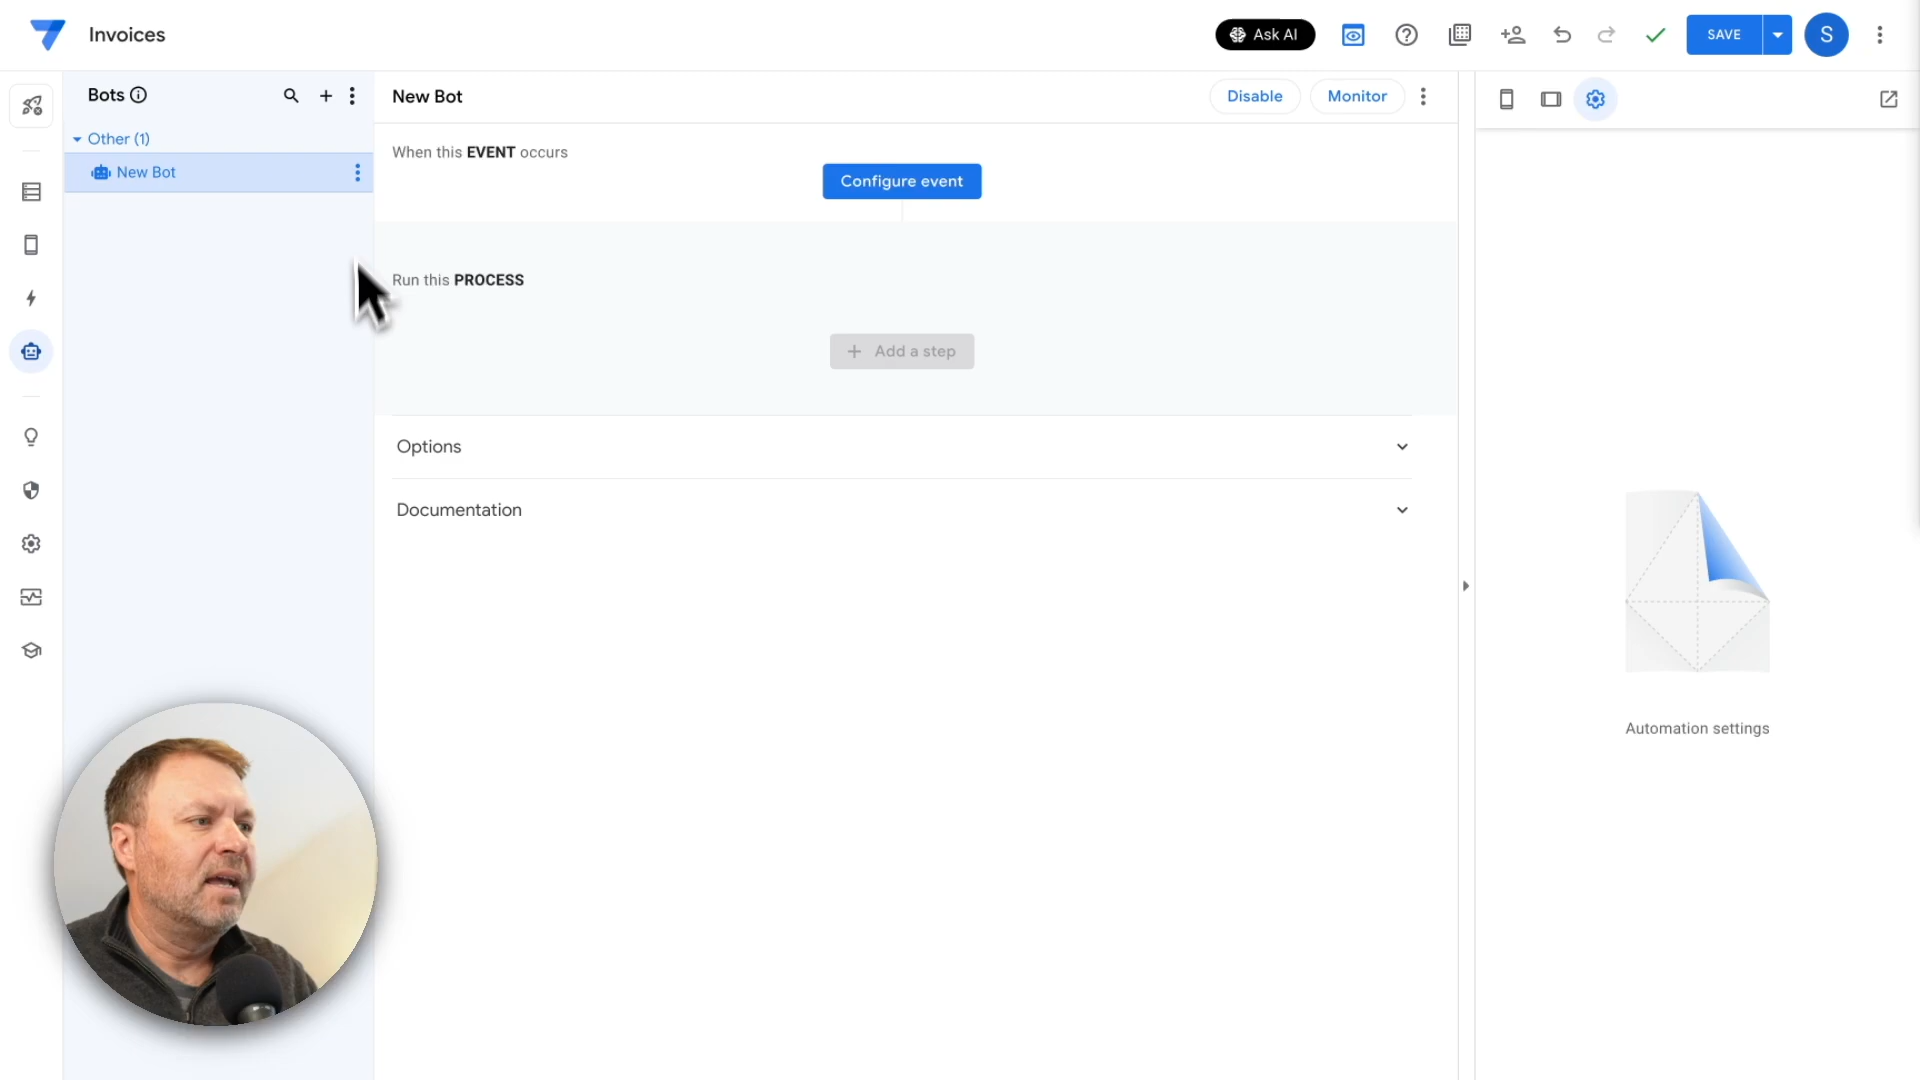 Invoices
Ask AI
SAVE
S
Bots
Other (1)
New Bot
New Bot
Disable
Monitor
When this EVENT occurs
Configure event
Run this PROCESS
Add a step
Options
Documentation
Automation settings